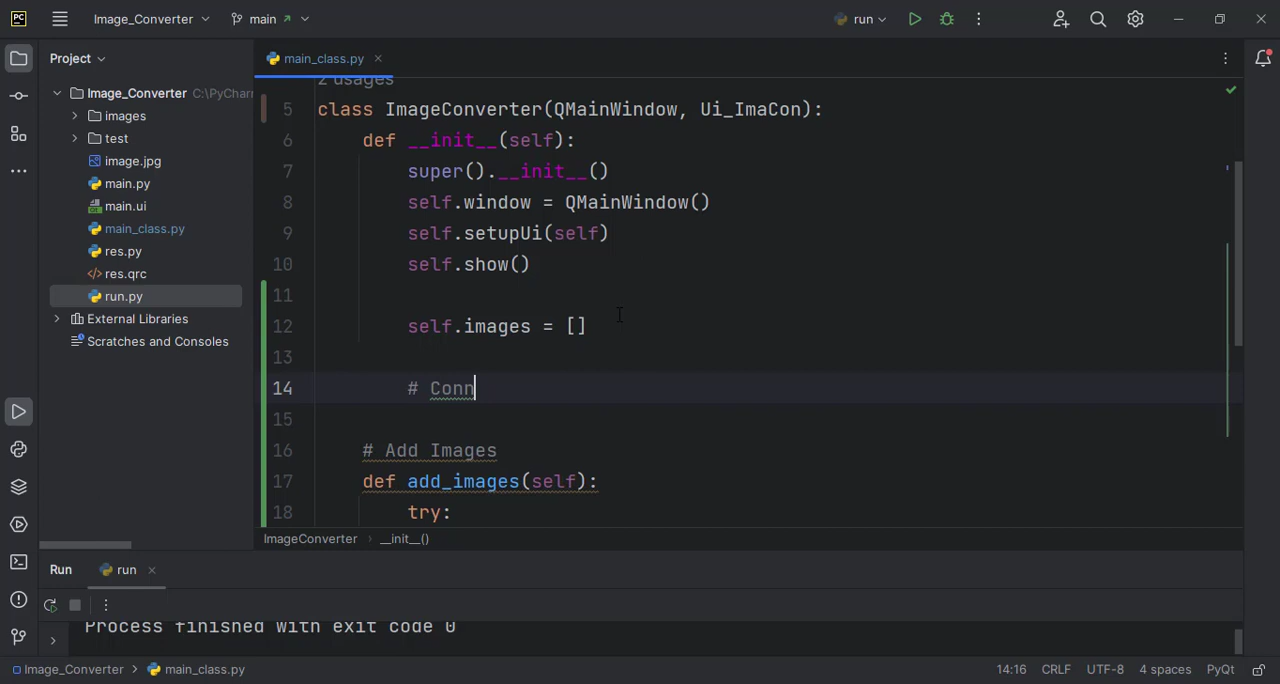 PC Image_Converter main run
Project
main_class.py
Image_Converter C:\PyChar
images
test
image.jpg
main.py
main.ui
main_class.py
res.py
res.qrc
run.py
External Libraries
Scratches and Consoles
2 usages
5 class ImageConverter(QMainWindow, Ui_ImaCon):
6 def __init__(self):
7 super().__init__()
8 self.window = QMainWindow()
9 self.setupUi(self)
10 self.show()
11
12 self.images = []
13
14 # Conn
15
16 # Add Images
17 def add_images(self):
18 try:
ImageConverter › __init__()
Run run
Process finished with exit code 0
Image_Converter › main_class.py 14:16 CRLF UTF-8 4 spaces PyQt